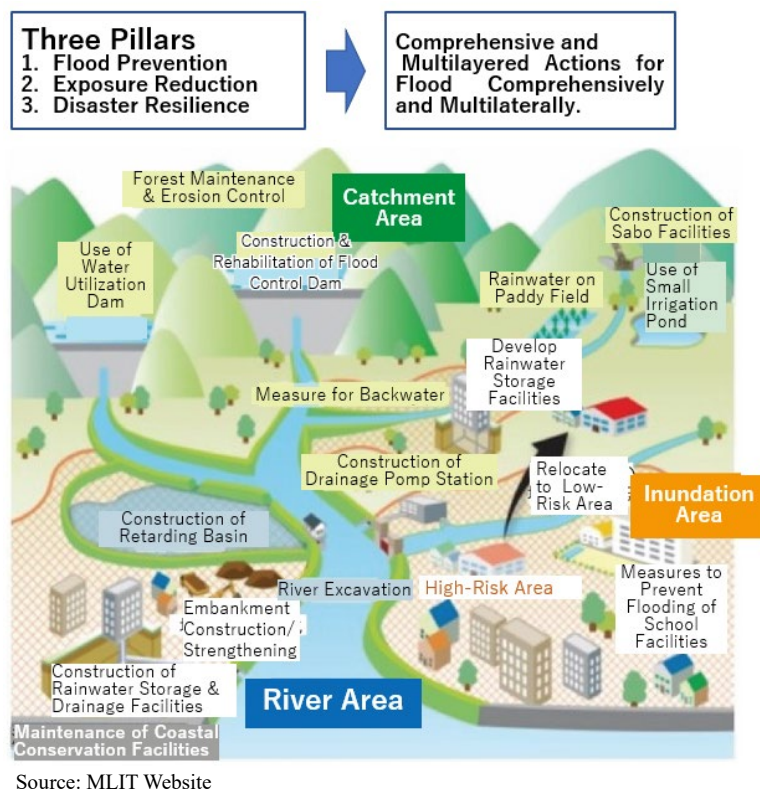 Three Pillars
1. Flood Prevention
2. Exposure Reduction
3. Disaster Resilience
Comprehensive and
Multilayered Actions for
Flood Comprehensively
and Multilaterally.
Forest Maintenance
& Erosion Control
Catchment
Area
Construction of
Sabo Facilities
Use of
Water
Utilization
Dam
Construction &
Rehabilitation of Flood
Control Dam
Rainwater on
Paddy Field
Use of
Small
Irrigation
Pond
Develop
Rainwater
Storage
Facilities
Measure for Backwater
Construction of
Drainage Pomp Station
Relocate
to Low-
Risk Area
Inundation
Area
Construction of
Retarding Basin
River Excavation
High-Risk Area
Measures to
Prevent
Flooding of
School
Facilities
Embankment
Construction/
Strengthening
Construction of
Rainwater Storage &
Drainage Facilities
River Area
Maintenance of Coastal
Conservation Facilities
Source: MLIT Website